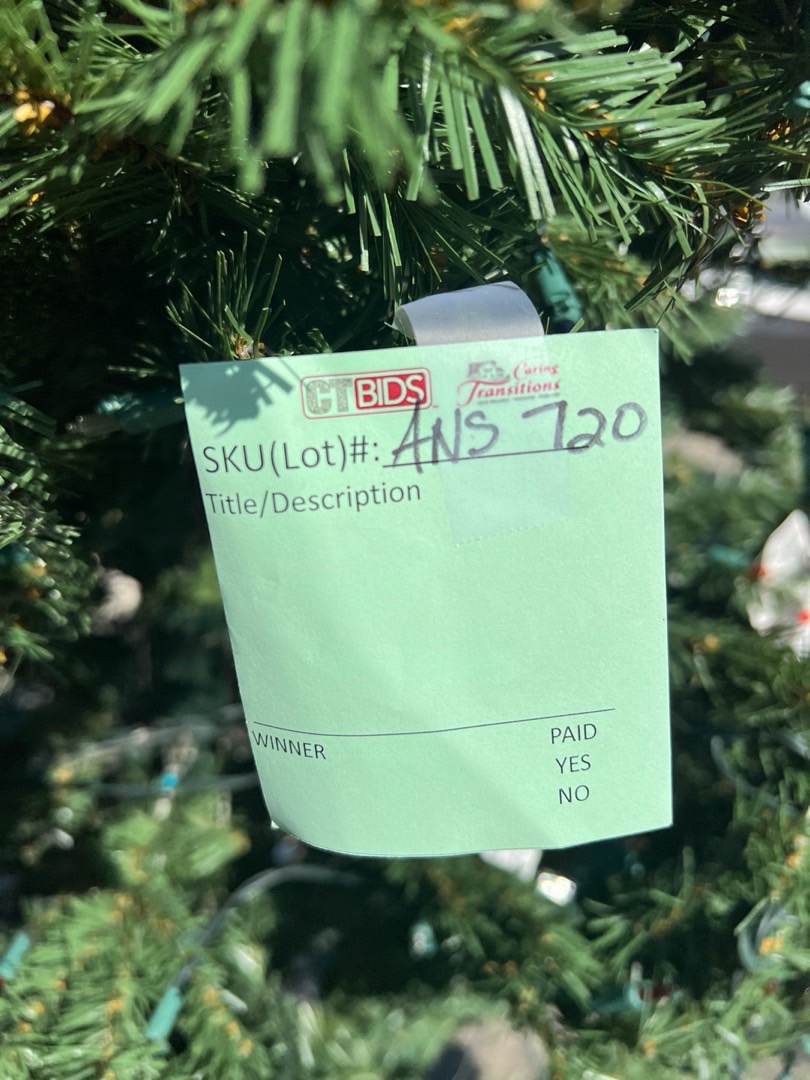 CTBIDS
Caring
Transitions
SKU(Lot)#: ANS 720
Title/Description
WINNER
PAID
YES
NO